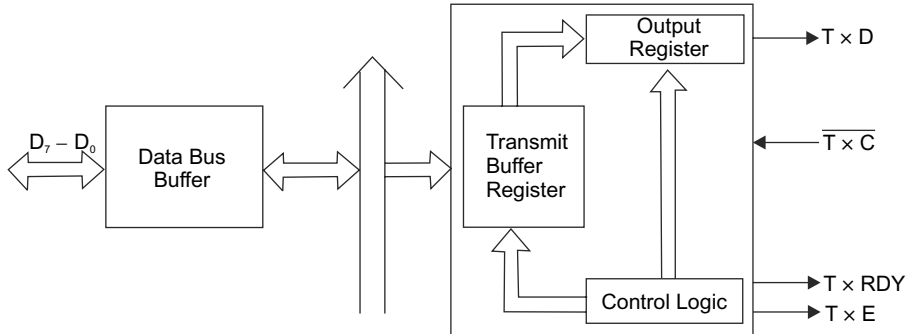 Output
Register
T × D
D₇ – D₀
Data Bus
Buffer
Transmit
Buffer
Register
T × C
Control Logic
T × RDY
T × E